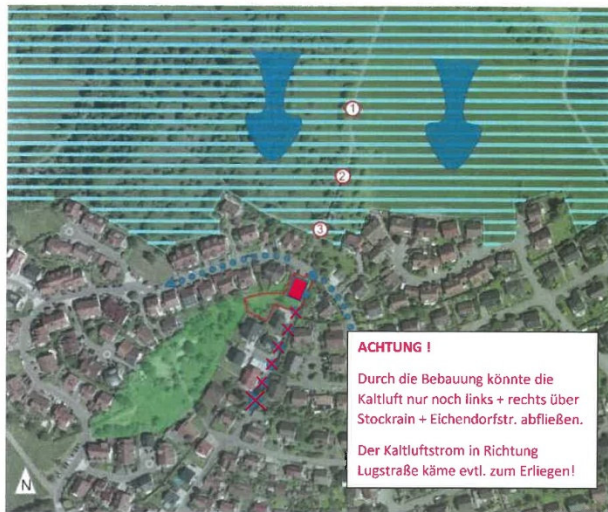 1
2
3
ACHTUNG !
Durch die Bebauung könnte die
Kaltluft nur noch links + rechts über
Stockrain + Eichendorfstr. abfließen.
Der Kaltluftstrom in Richtung
Lugstraße käme evtl. zum Erliegen!
N